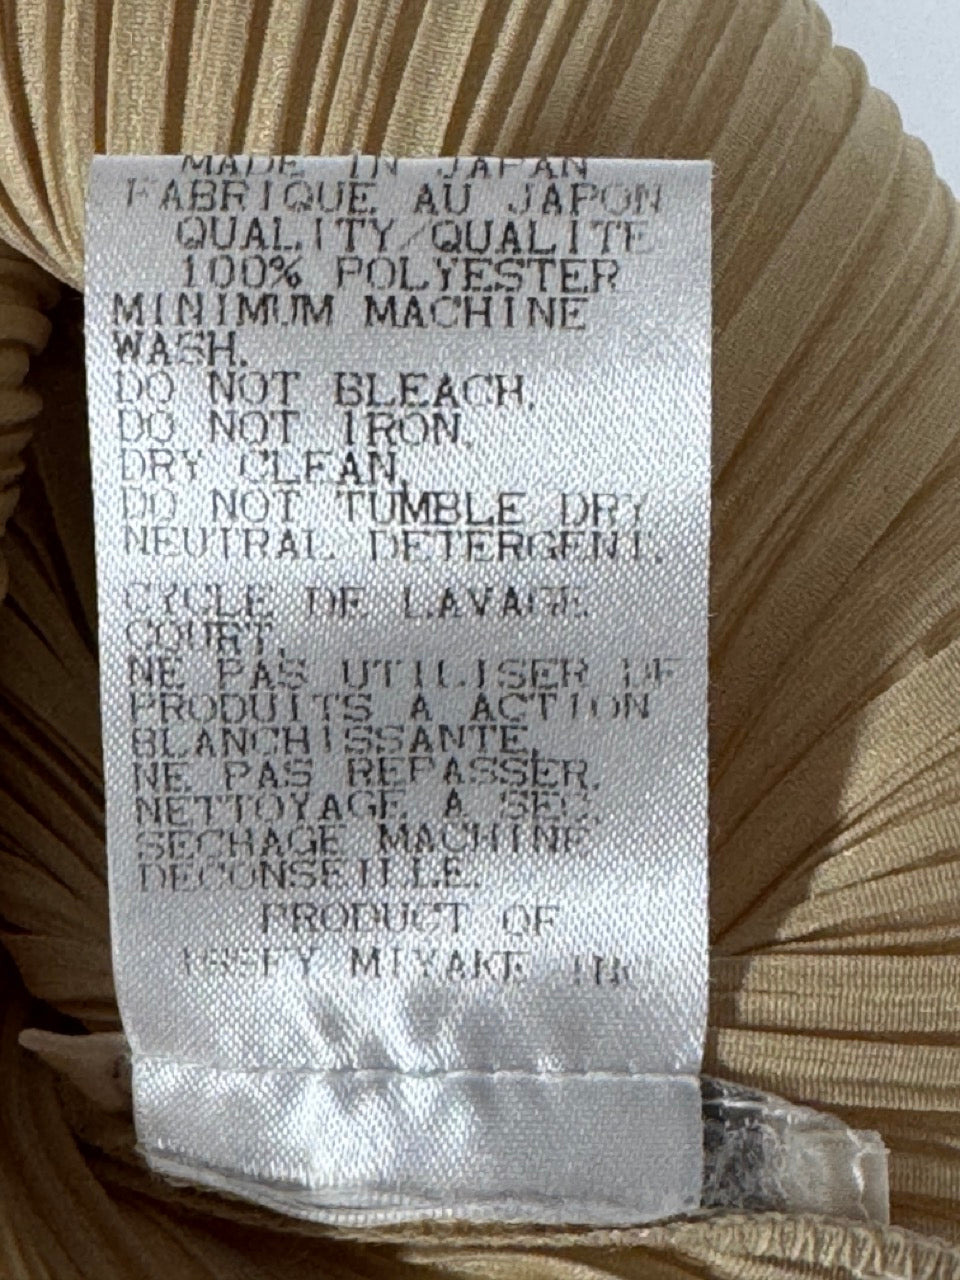 MADE IN JAPAN
FABRIQUE AU JAPON
QUALITY/QUALITE
100% POLYESTER
MINIMUM MACHINE
WASH.
DO NOT BLEACH.
DO NOT IRON.
DRY CLEAN.
DO NOT TUMBLE DRY
NEUTRAL DETERGENT.
CYCLE DE LAVAGE
COURT.
NE PAS UTILISER DE
PRODUITS A ACTION
BLANCHISSANTE.
NE PAS REPASSER.
NETTOYAGE A SEC.
SECHAGE MACHINE
DECONSEILLE.
PRODUCT OF
ISSEY MIYAKE INC